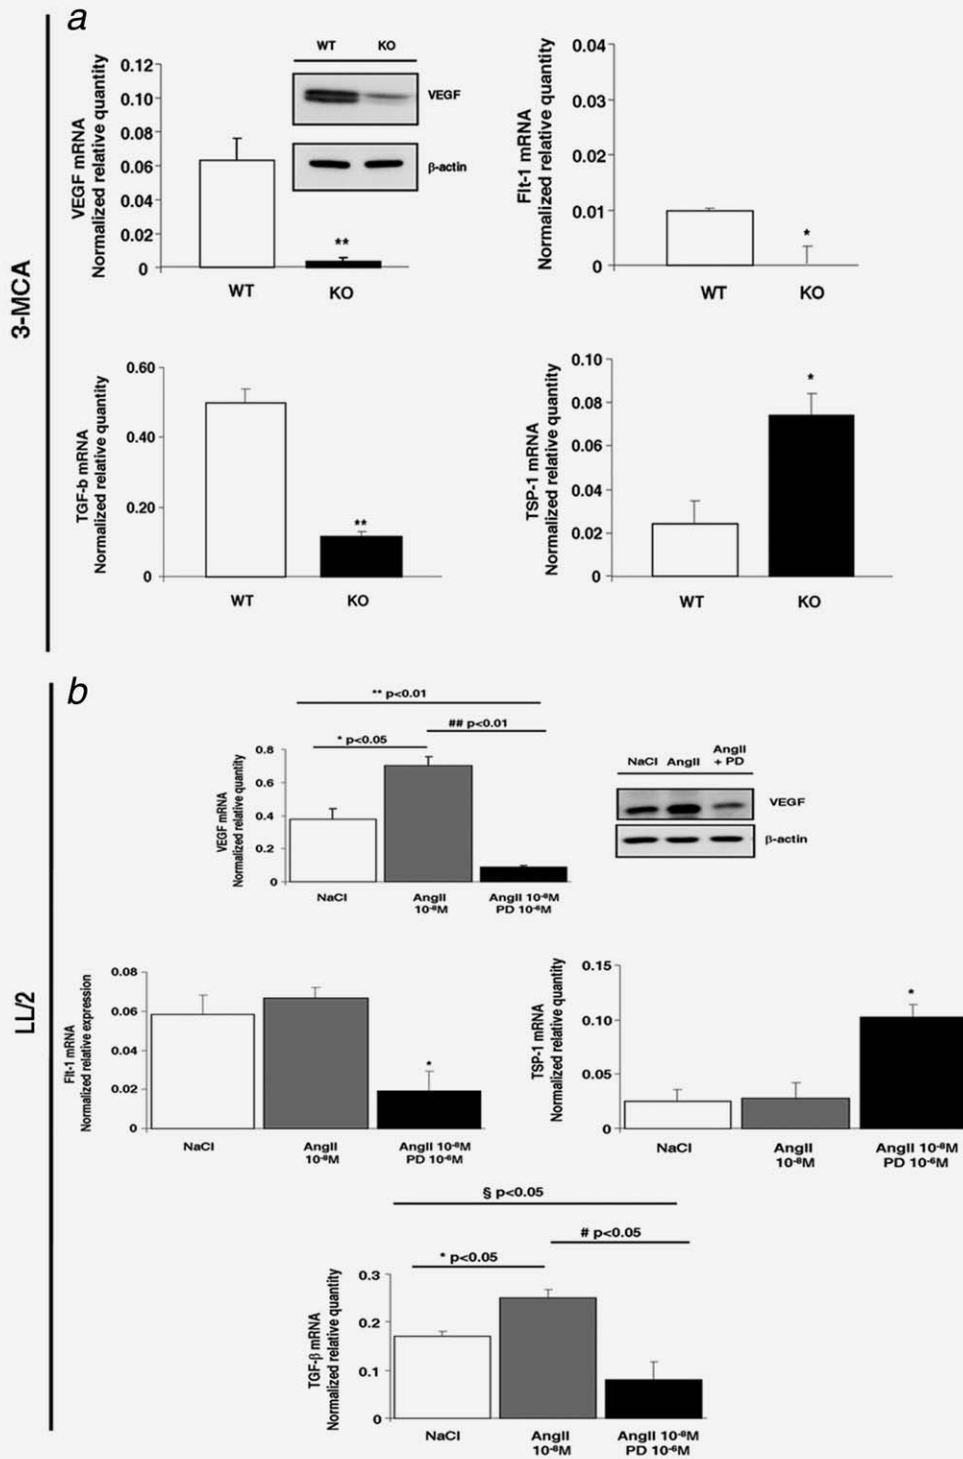 a
3-MCA
VEGF mRNA
Normalized relative quantity
0.12
0.10
0.08
0.06
0.04
0.02
0
WT KO
VEGF
β-actin
**
WT KO
Flt-1 mRNA
Normalized relative quantity
0.04
0.03
0.02
0.01
0
*
WT KO
TGF-b mRNA
Normalized relative quantity
0.60
0.40
0.20
0
**
WT KO
TSP-1 mRNA
Normalized relative quantity
0.10
0.08
0.06
0.04
0.02
0
*
WT KO
b
LL/2
** p<0.01
## p<0.01
* p<0.05
VEGF mRNA
Normalized relative quantity
0.8
0.6
0.4
0.2
0
NaCl
AngII
10⁻⁸M
AngII 10⁻⁸M
PD 10⁻⁶M
NaCl AngII AngII
+ PD
VEGF
β-actin
Flt-1 mRNA
Normalized relative expression
0.08
0.06
0.04
0.02
0
*
NaCl
AngII
10⁻⁸M
AngII 10⁻⁸M
PD 10⁻⁶M
TSP-1 mRNA
Normalized relative quantity
0.15
0.10
0.05
0
*
NaCl
AngII
10⁻⁸M
AngII 10⁻⁸M
PD 10⁻⁶M
§ p<0.05
# p<0.05
* p<0.05
TGF-β mRNA
Normalized relative quantity
0.3
0.2
0.1
0
NaCl
AngII
10⁻⁸M
AngII 10⁻⁸M
PD 10⁻⁶M